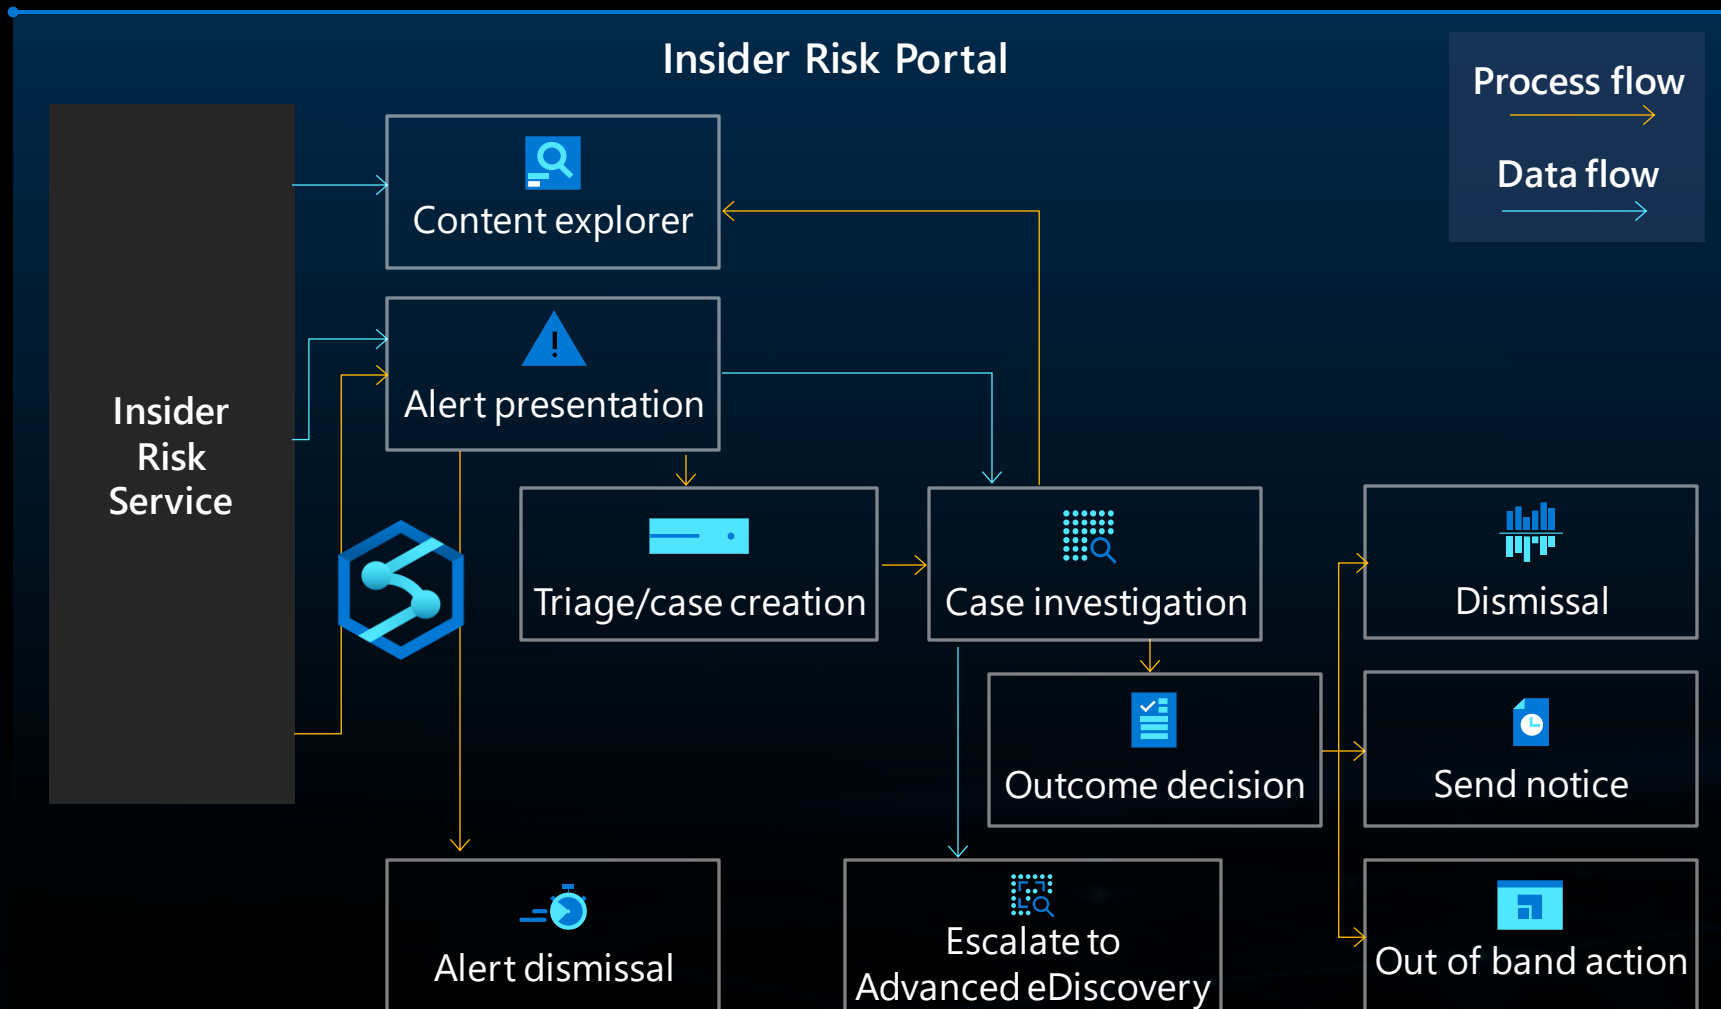 Insider Risk Portal
Process flow
Data flow
Insider
Risk
Service
Content explorer
Alert presentation
Triage/case creation
Case investigation
Dismissal
Outcome decision
Send notice
Alert dismissal
Escalate to
Advanced eDiscovery
Out of band action